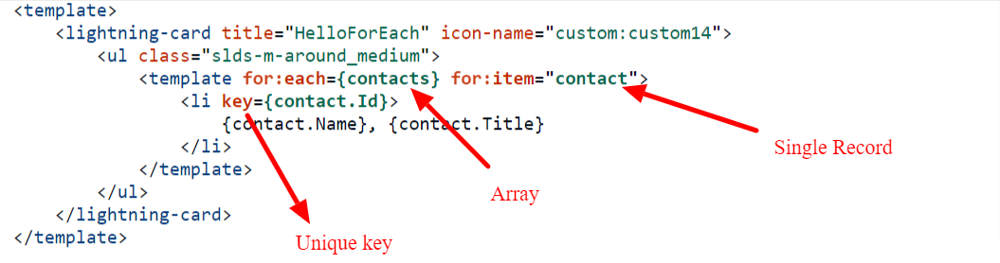 <template>
<lightning-card title="HelloForEach" icon-name="custom:custom14">
<ul class="slds-m-around_medium">
<template for:each={contacts} for:item="contact">
<li key={contact.Id}>
{contact.Name}, {contact.Title}
</li>
Single Record
</template>
Array
</ul>
</lightning-card>
</template>
Unique key